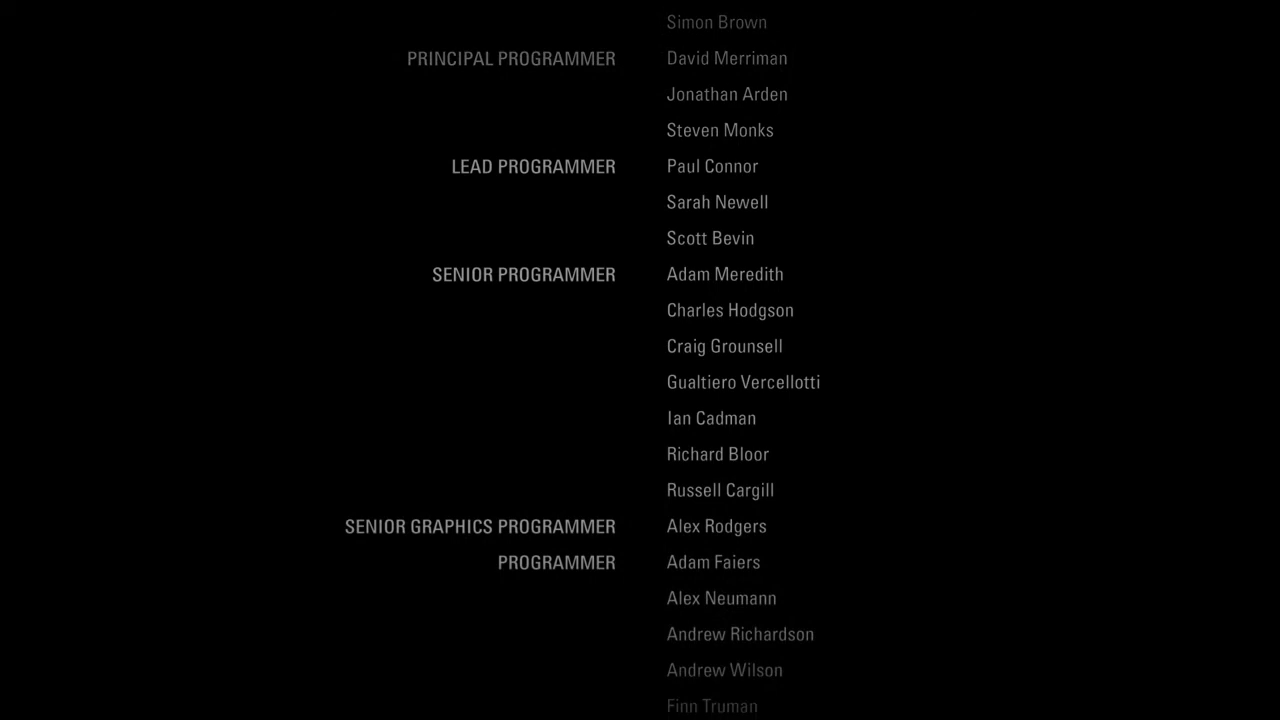 Simon Brown
PRINCIPAL PROGRAMMER David Merriman
Jonathan Arden
Steven Monks
LEAD PROGRAMMER Paul Connor
Sarah Newell
Scott Bevin
SENIOR PROGRAMMER Adam Meredith
Charles Hodgson
Craig Grounsell
Gualtiero Vercellotti
Ian Cadman
Richard Bloor
Russell Cargill
SENIOR GRAPHICS PROGRAMMER Alex Rodgers
PROGRAMMER Adam Faiers
Alex Neumann
Andrew Richardson
Andrew Wilson
Finn Truman